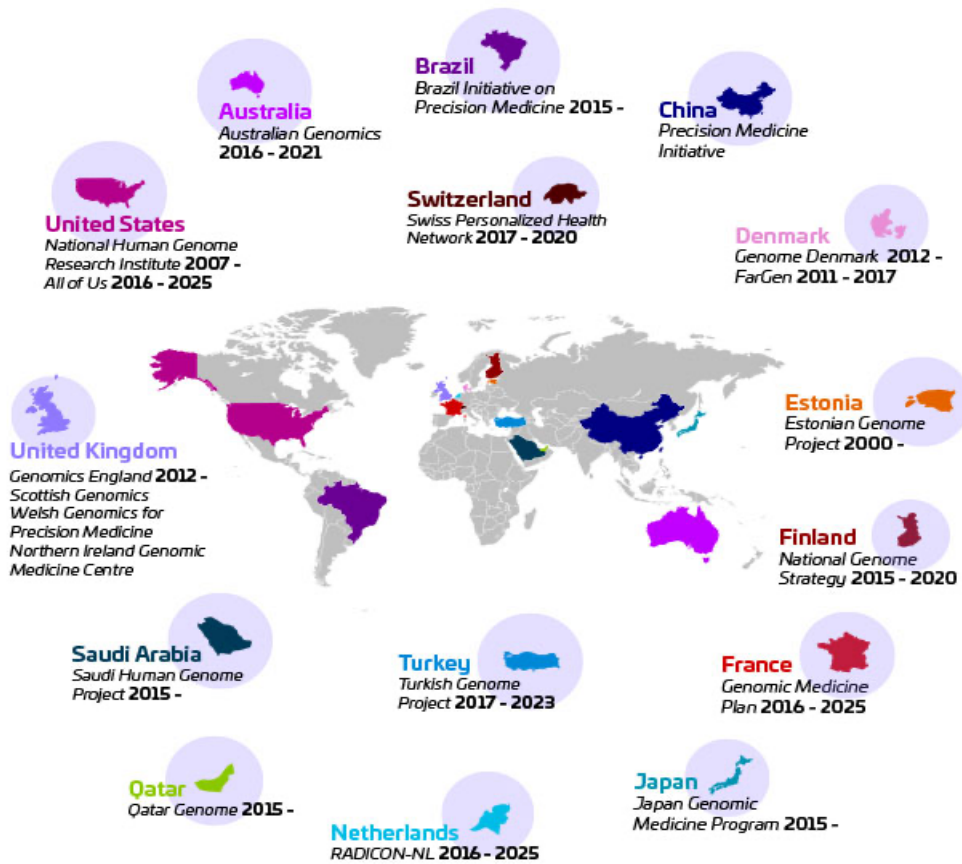 Brazil
Brazil Initiative on
Precision Medicine 2015 -
Australia
Australian Genomics
2016 - 2021
China
Precision Medicine
Initiative
United States
National Human Genome
Research Institute 2007 -
All of Us 2016 - 2025
Switzerland
Swiss Personalized Health
Network 2017 - 2020
Denmark
Genome Denmark 2012 -
FarGen 2011 - 2017
United Kingdom
Genomics England 2012 -
Scottish Genomics
Welsh Genomics for
Precision Medicine
Northern Ireland Genomic
Medicine Centre
Estonia
Estonian Genome
Project 2000 -
Finland
National Genome
Strategy 2015 - 2020
Saudi Arabia
Saudi Human Genome
Project 2015 -
Turkey
Turkish Genome
Project 2017 - 2023
France
Genomic Medicine
Plan 2016 - 2025
Qatar
Qatar Genome 2015 -
Netherlands
RADICON-NL 2016 - 2025
Japan
Japan Genomic
Medicine Program 2015 -